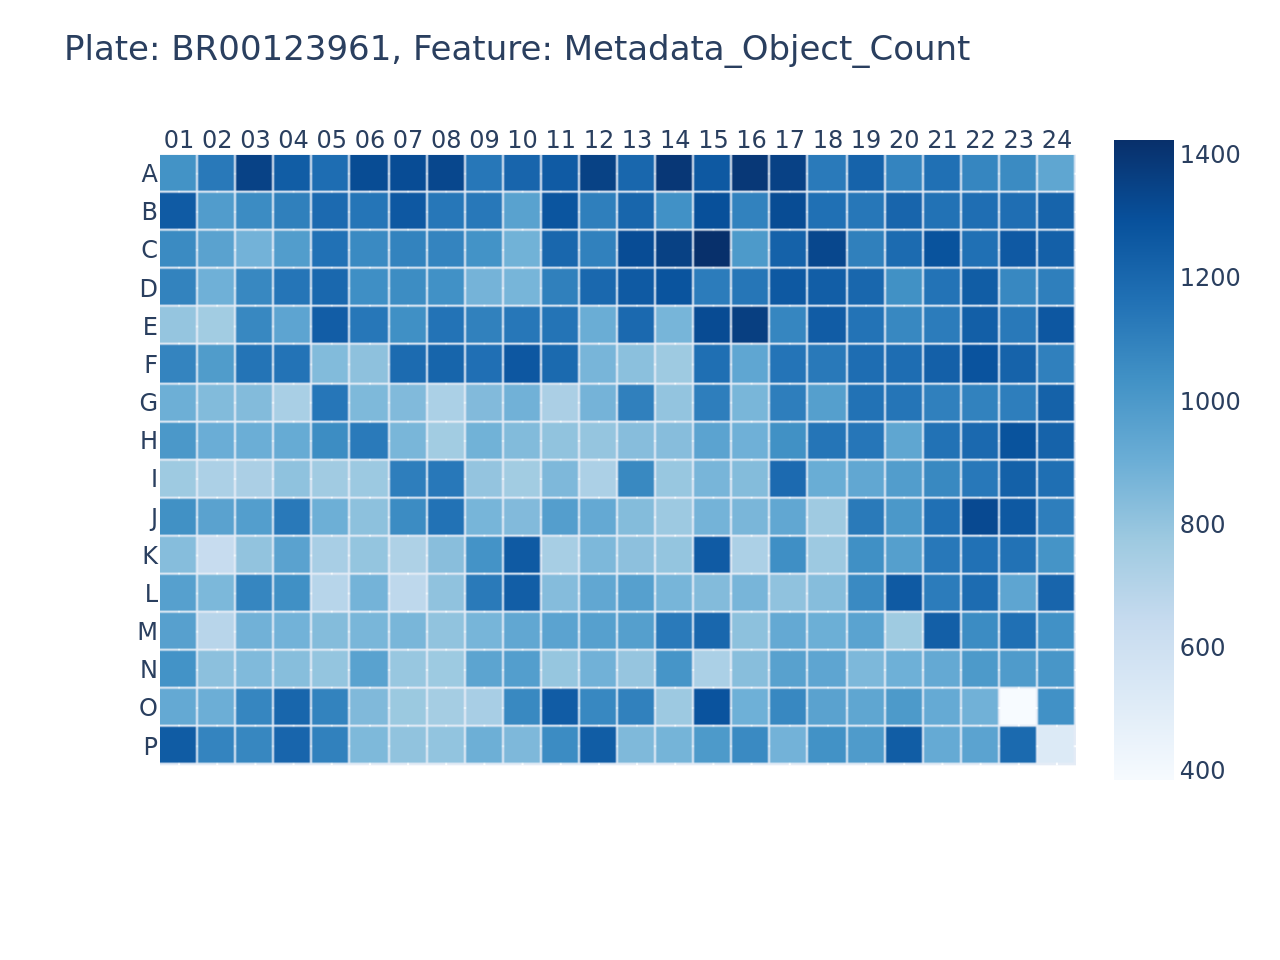 Plate: BR00123961, Feature: Metadata_Object_Count
01 02 03 04 05 06 07 08 09 10 11 12 13 14 15 16 17 18 19 20 21 22 23 24
A
B
C
D
E
F
G
H
I
J
K
L
M
N
O
P
1400
1200
1000
800
600
400